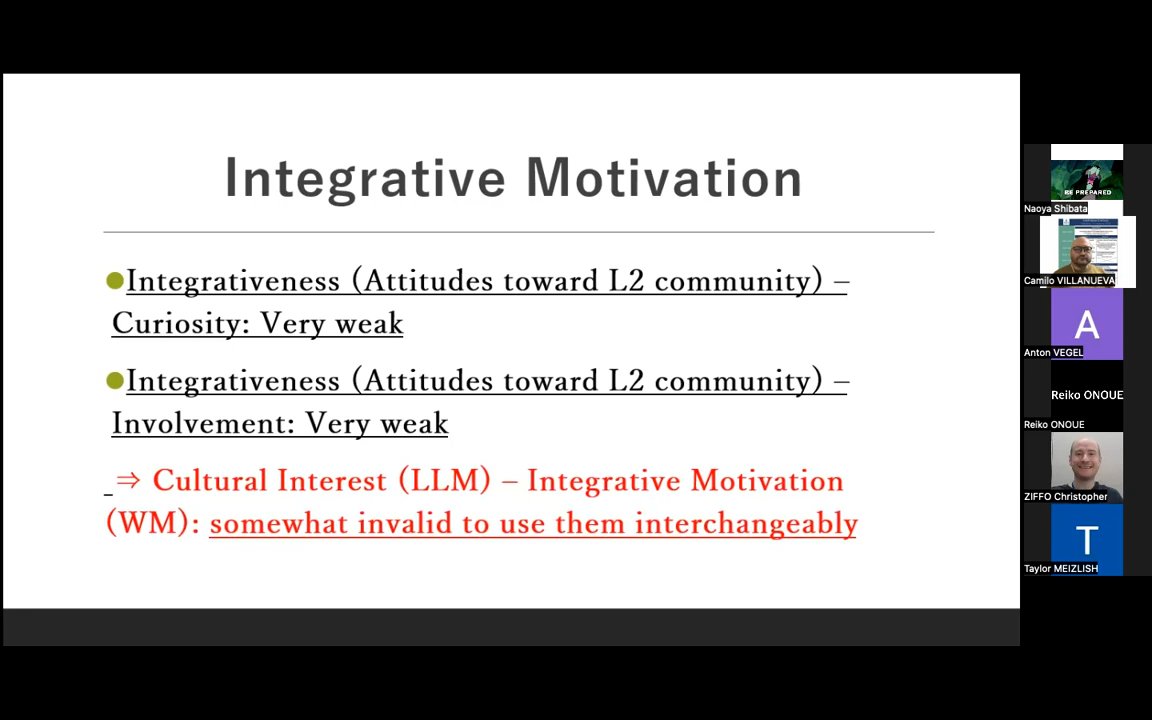 Integrative Motivation
Integrativeness (Attitudes toward L2 community) –
Curiosity: Very weak
Integrativeness (Attitudes toward L2 community) –
Involvement: Very weak
⇒ Cultural Interest (LLM) – Integrative Motivation
(WM): somewhat invalid to use them interchangeably
BE PREPARED
Naoya Shibata
Camilo VILLANUEVA
A
Anton VEGEL
Reiko ONOUE
Reiko ONOUE
ZIFFO Christopher
T
Taylor MEIZLISH